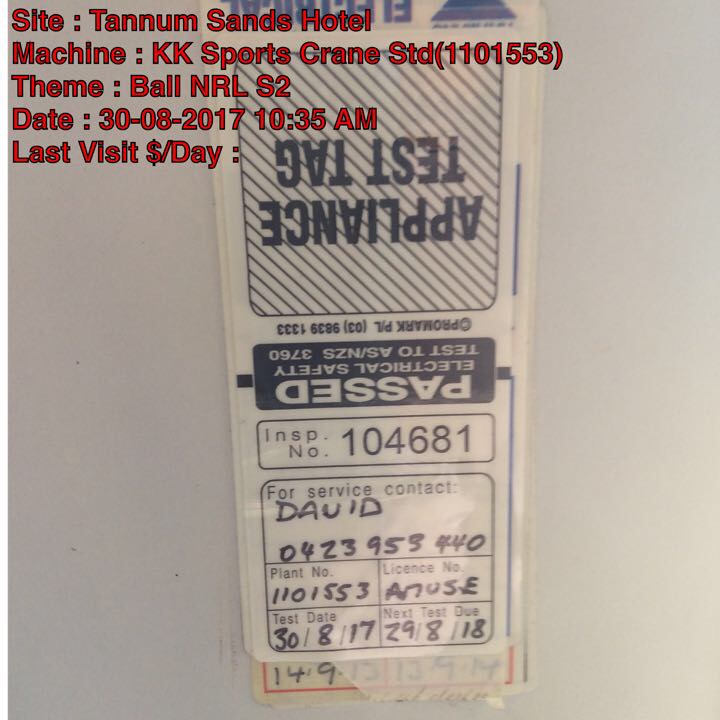 Site : Tannum Sands Hotel
Machine : KK Sports Crane Std(1101553)
Theme : Ball NRL S2
Date : 30-08-2017 10:35 AM
Last Visit $/Day :
ELECTRICAL
APPLIANCE
TEST TAG
©PROMARK P/L (03) 9839 1333
PASSED
ELECTRICAL SAFETY
TEST TO AS/NZS 3760
Insp. No. 104681
For service contact:
DAVID
0423 953 440
Plant No. Licence No.
1101553 AMUSE
Test Date Next Test Due
30/8/17 29/8/18
14.9.13 13.9.14